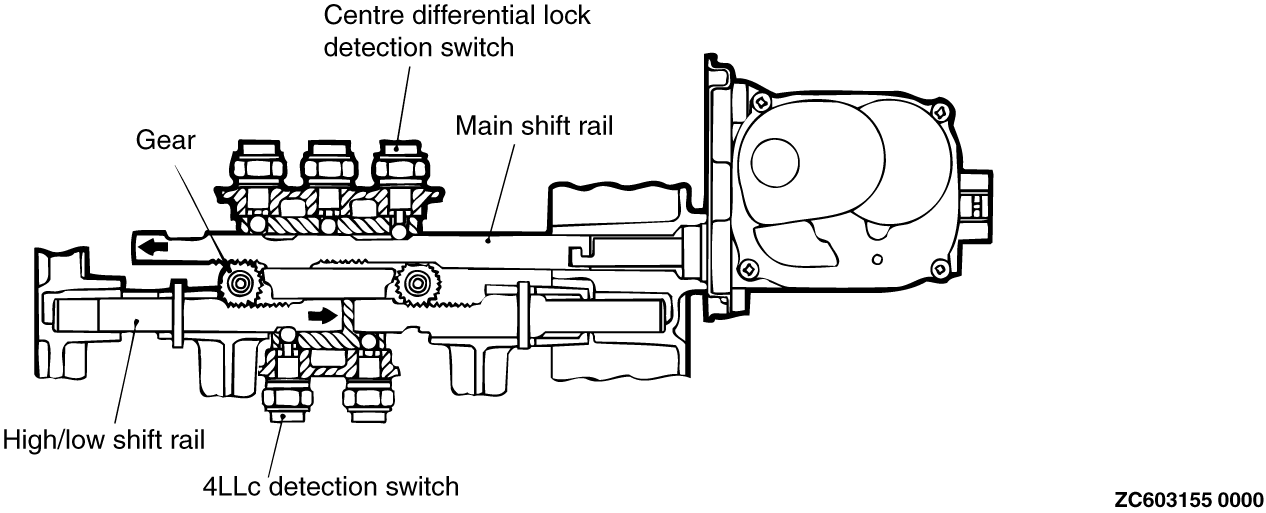 Centre differential lock
detection switch
Main shift rail
Gear
High/low shift rail
4LLc detection switch
ZC603155 0000